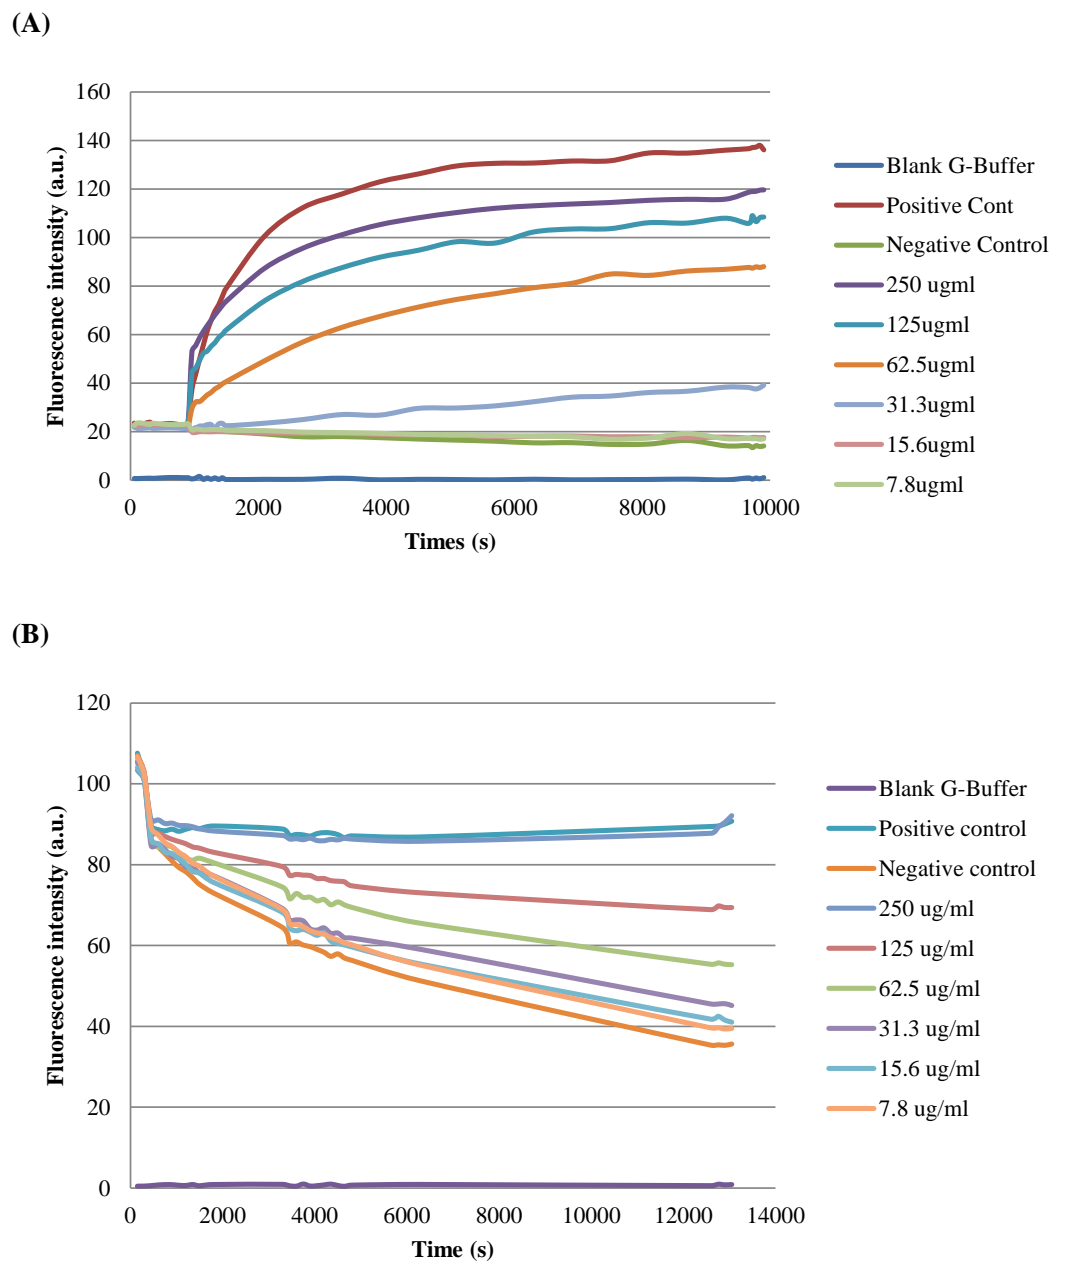 (A)
160
140
120
100
80
60
40
20
0
Fluorescence intensity (a.u.)
0 2000 4000 6000 8000 10000
Times (s)
Blank G-Buffer
Positive Cont
Negative Control
250 ugml
125ugml
62.5ugml
31.3ugml
15.6ugml
7.8ugml
(B)
120
100
80
60
40
20
0
Fluorescence intensity (a.u.)
0 2000 4000 6000 8000 10000 12000 14000
Time (s)
Blank G-Buffer
Positive control
Negative control
250 ug/ml
125 ug/ml
62.5 ug/ml
31.3 ug/ml
15.6 ug/ml
7.8 ug/ml